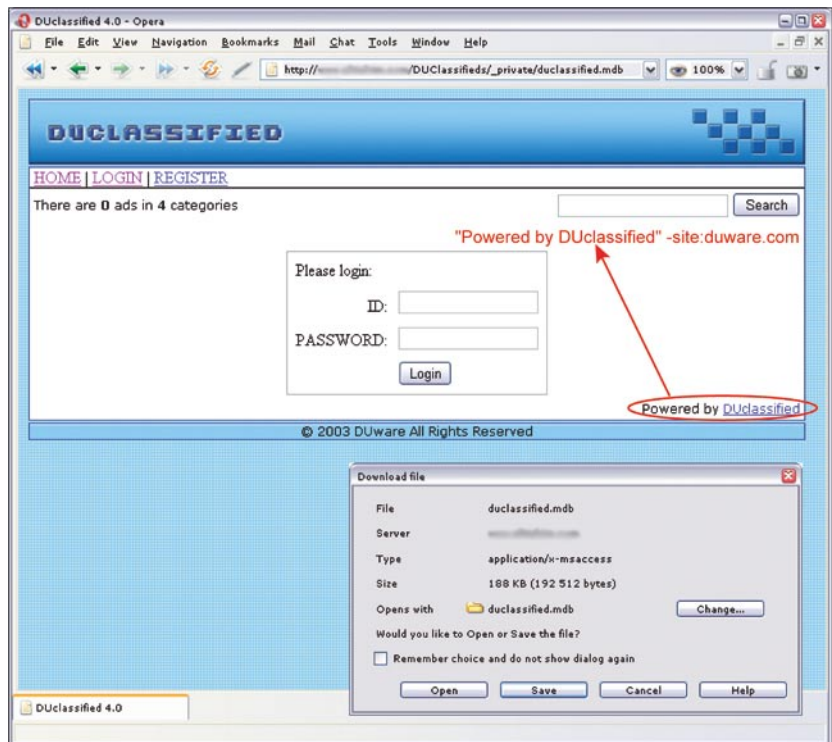 DUclassified 4.0 - Opera
File Edit View Navigation Bookmarks Mail Chat Tools Window Help
http:// /DUClassifieds/_private/duclassified.mdb 100%
DUCLASSIFIED
HOME | LOGIN | REGISTER
There are 0 ads in 4 categories Search
"Powered by DUclassified" -site:duware.com
Please login:
ID:
PASSWORD:
Login
Powered by DUclassified
© 2003 DUware All Rights Reserved
Download file
File duclassified.mdb
Server
Type application/x-msaccess
Size 188 KB (192 512 bytes)
Opens with duclassified.mdb Change...
Would you like to Open or Save the file?
Remember choice and do not show dialog again
Open Save Cancel Help
DUclassified 4.0